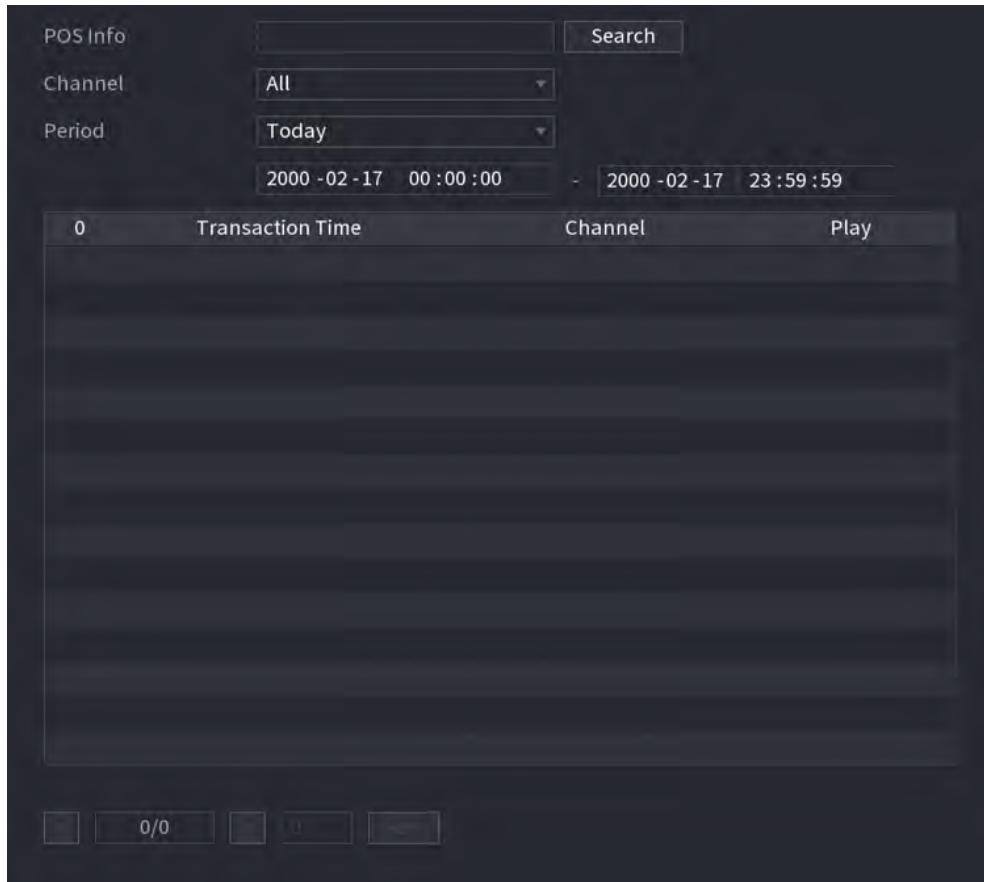 POS Info Search
Channel All
Period Today
2000 -02 -17 00 : 00 : 00 - 2000 -02 -17 23 : 59 : 59
0 Transaction Time Channel Play
0/0